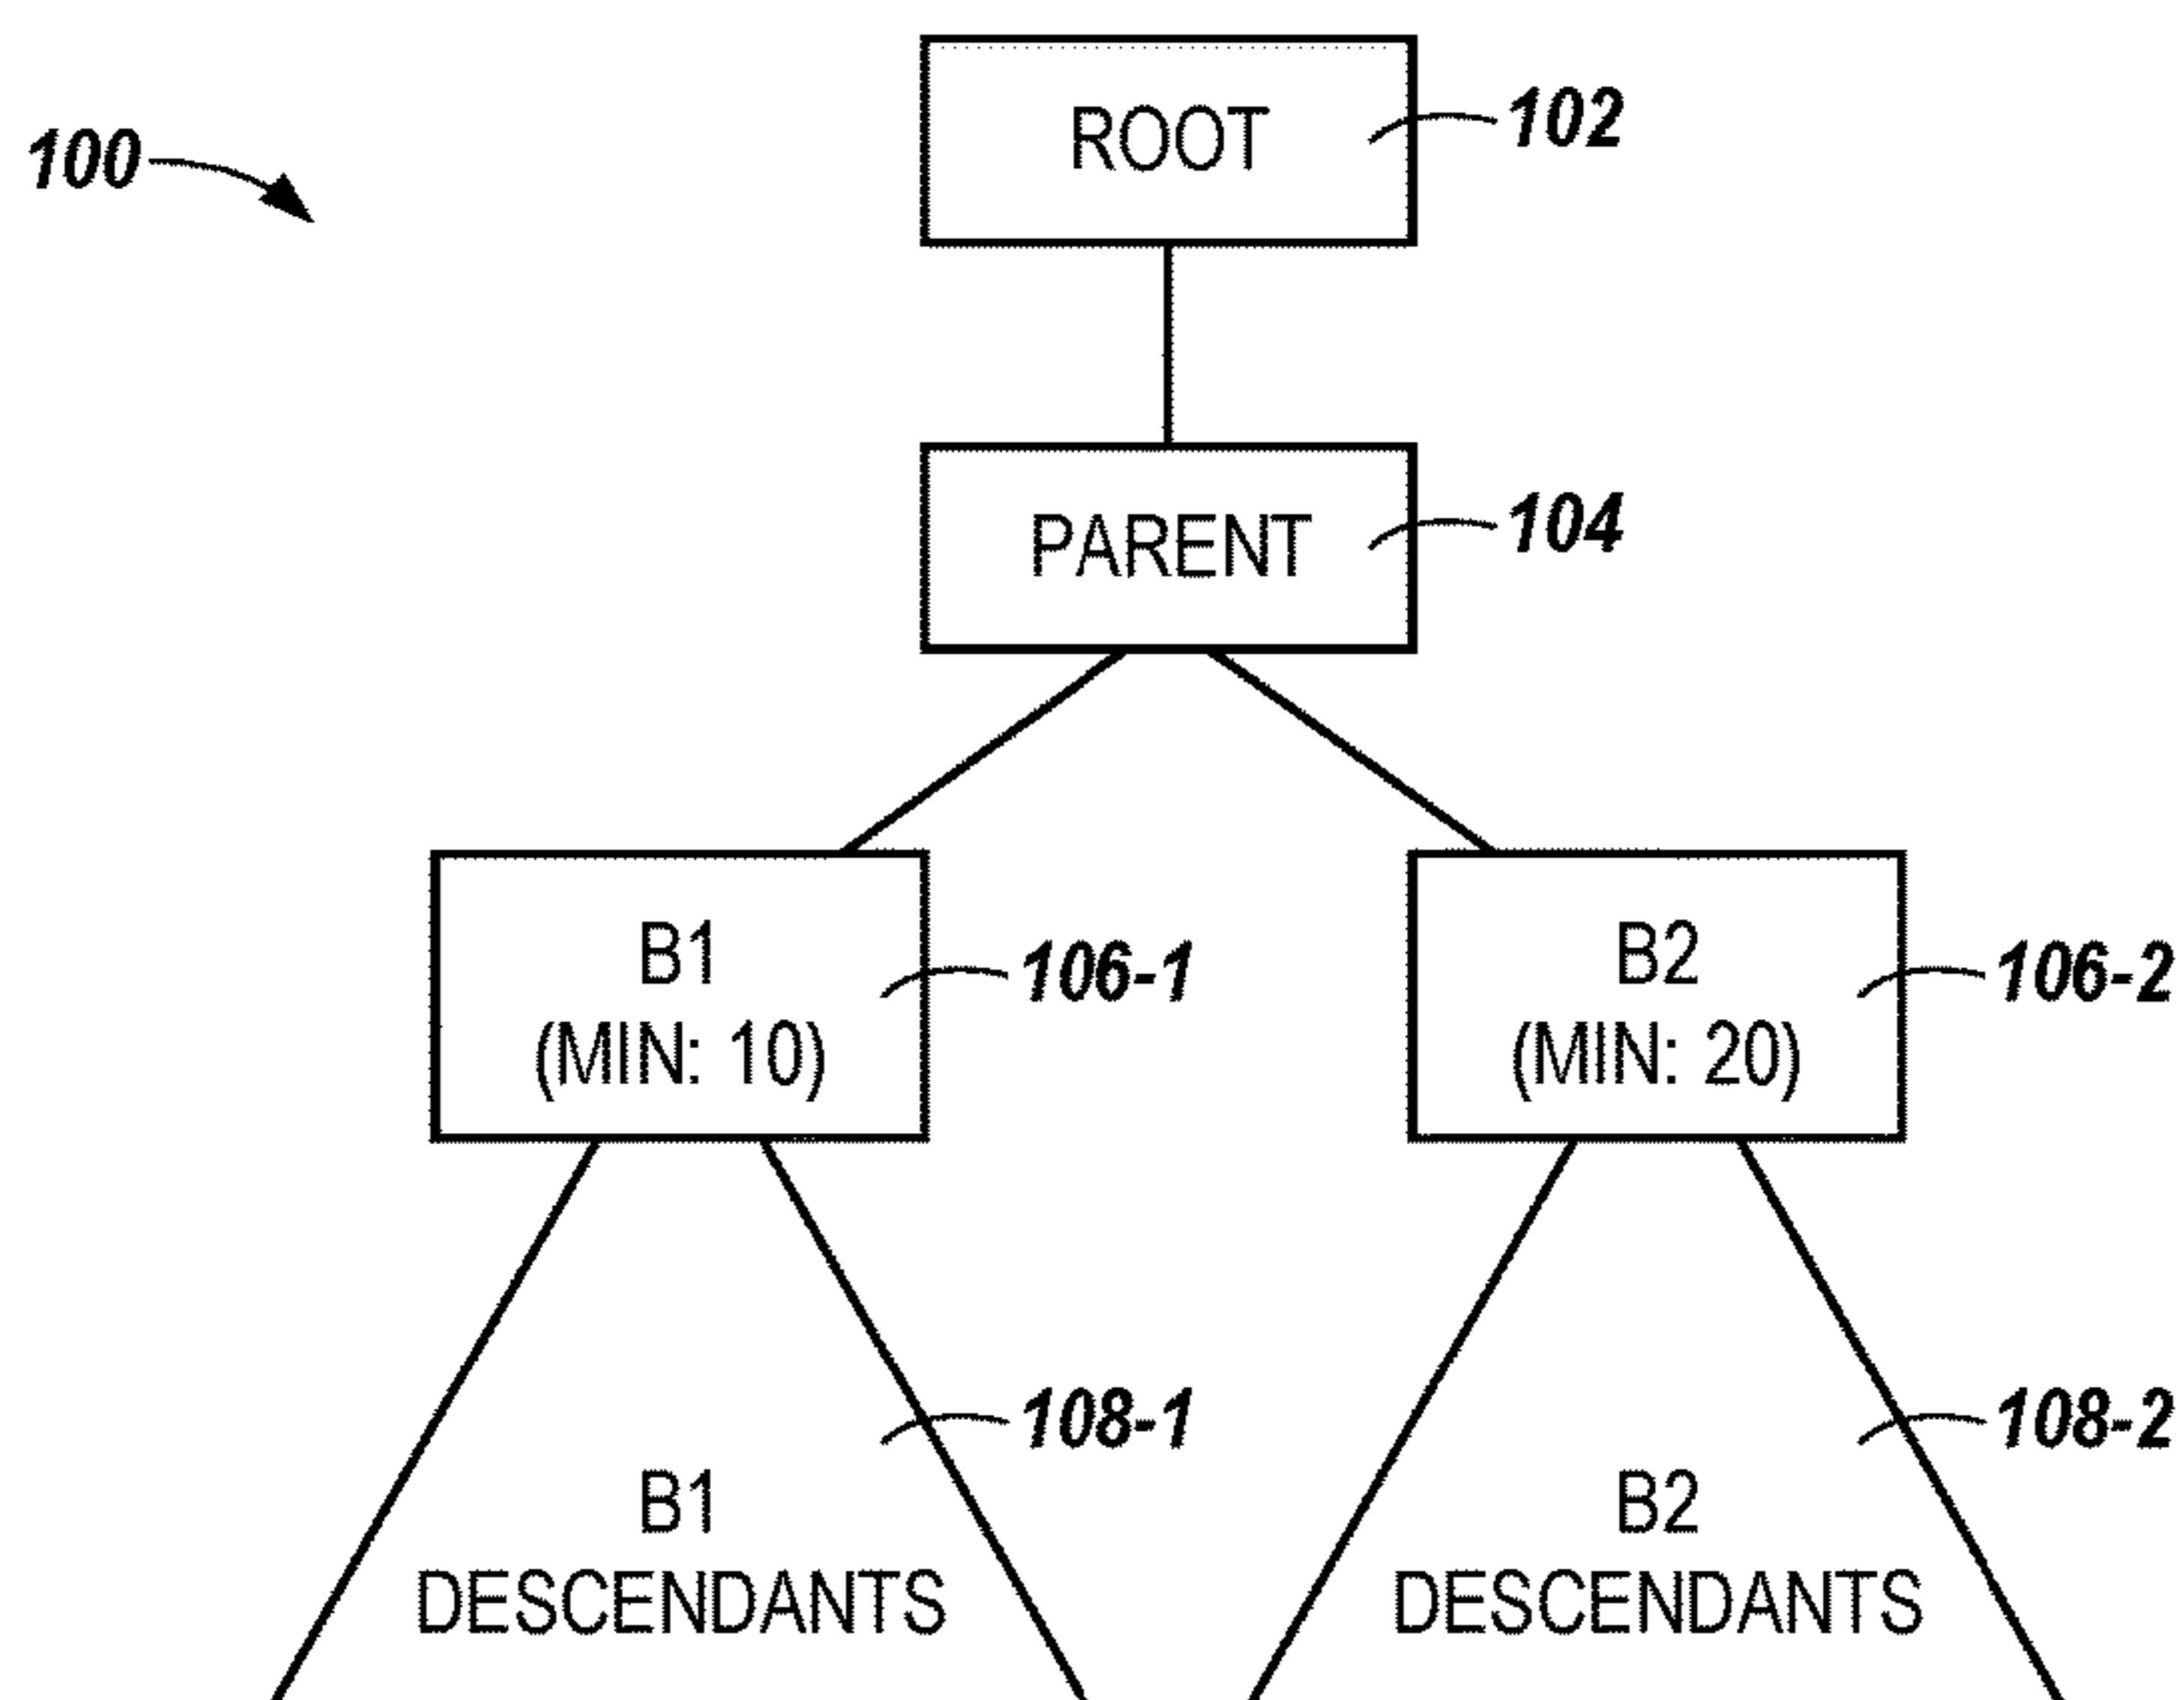 100
ROOT
102
PARENT
104
B1
(MIN: 10)
106-1
B2
(MIN: 20)
106-2
B1
DESCENDANTS
108-1
B2
DESCENDANTS
108-2